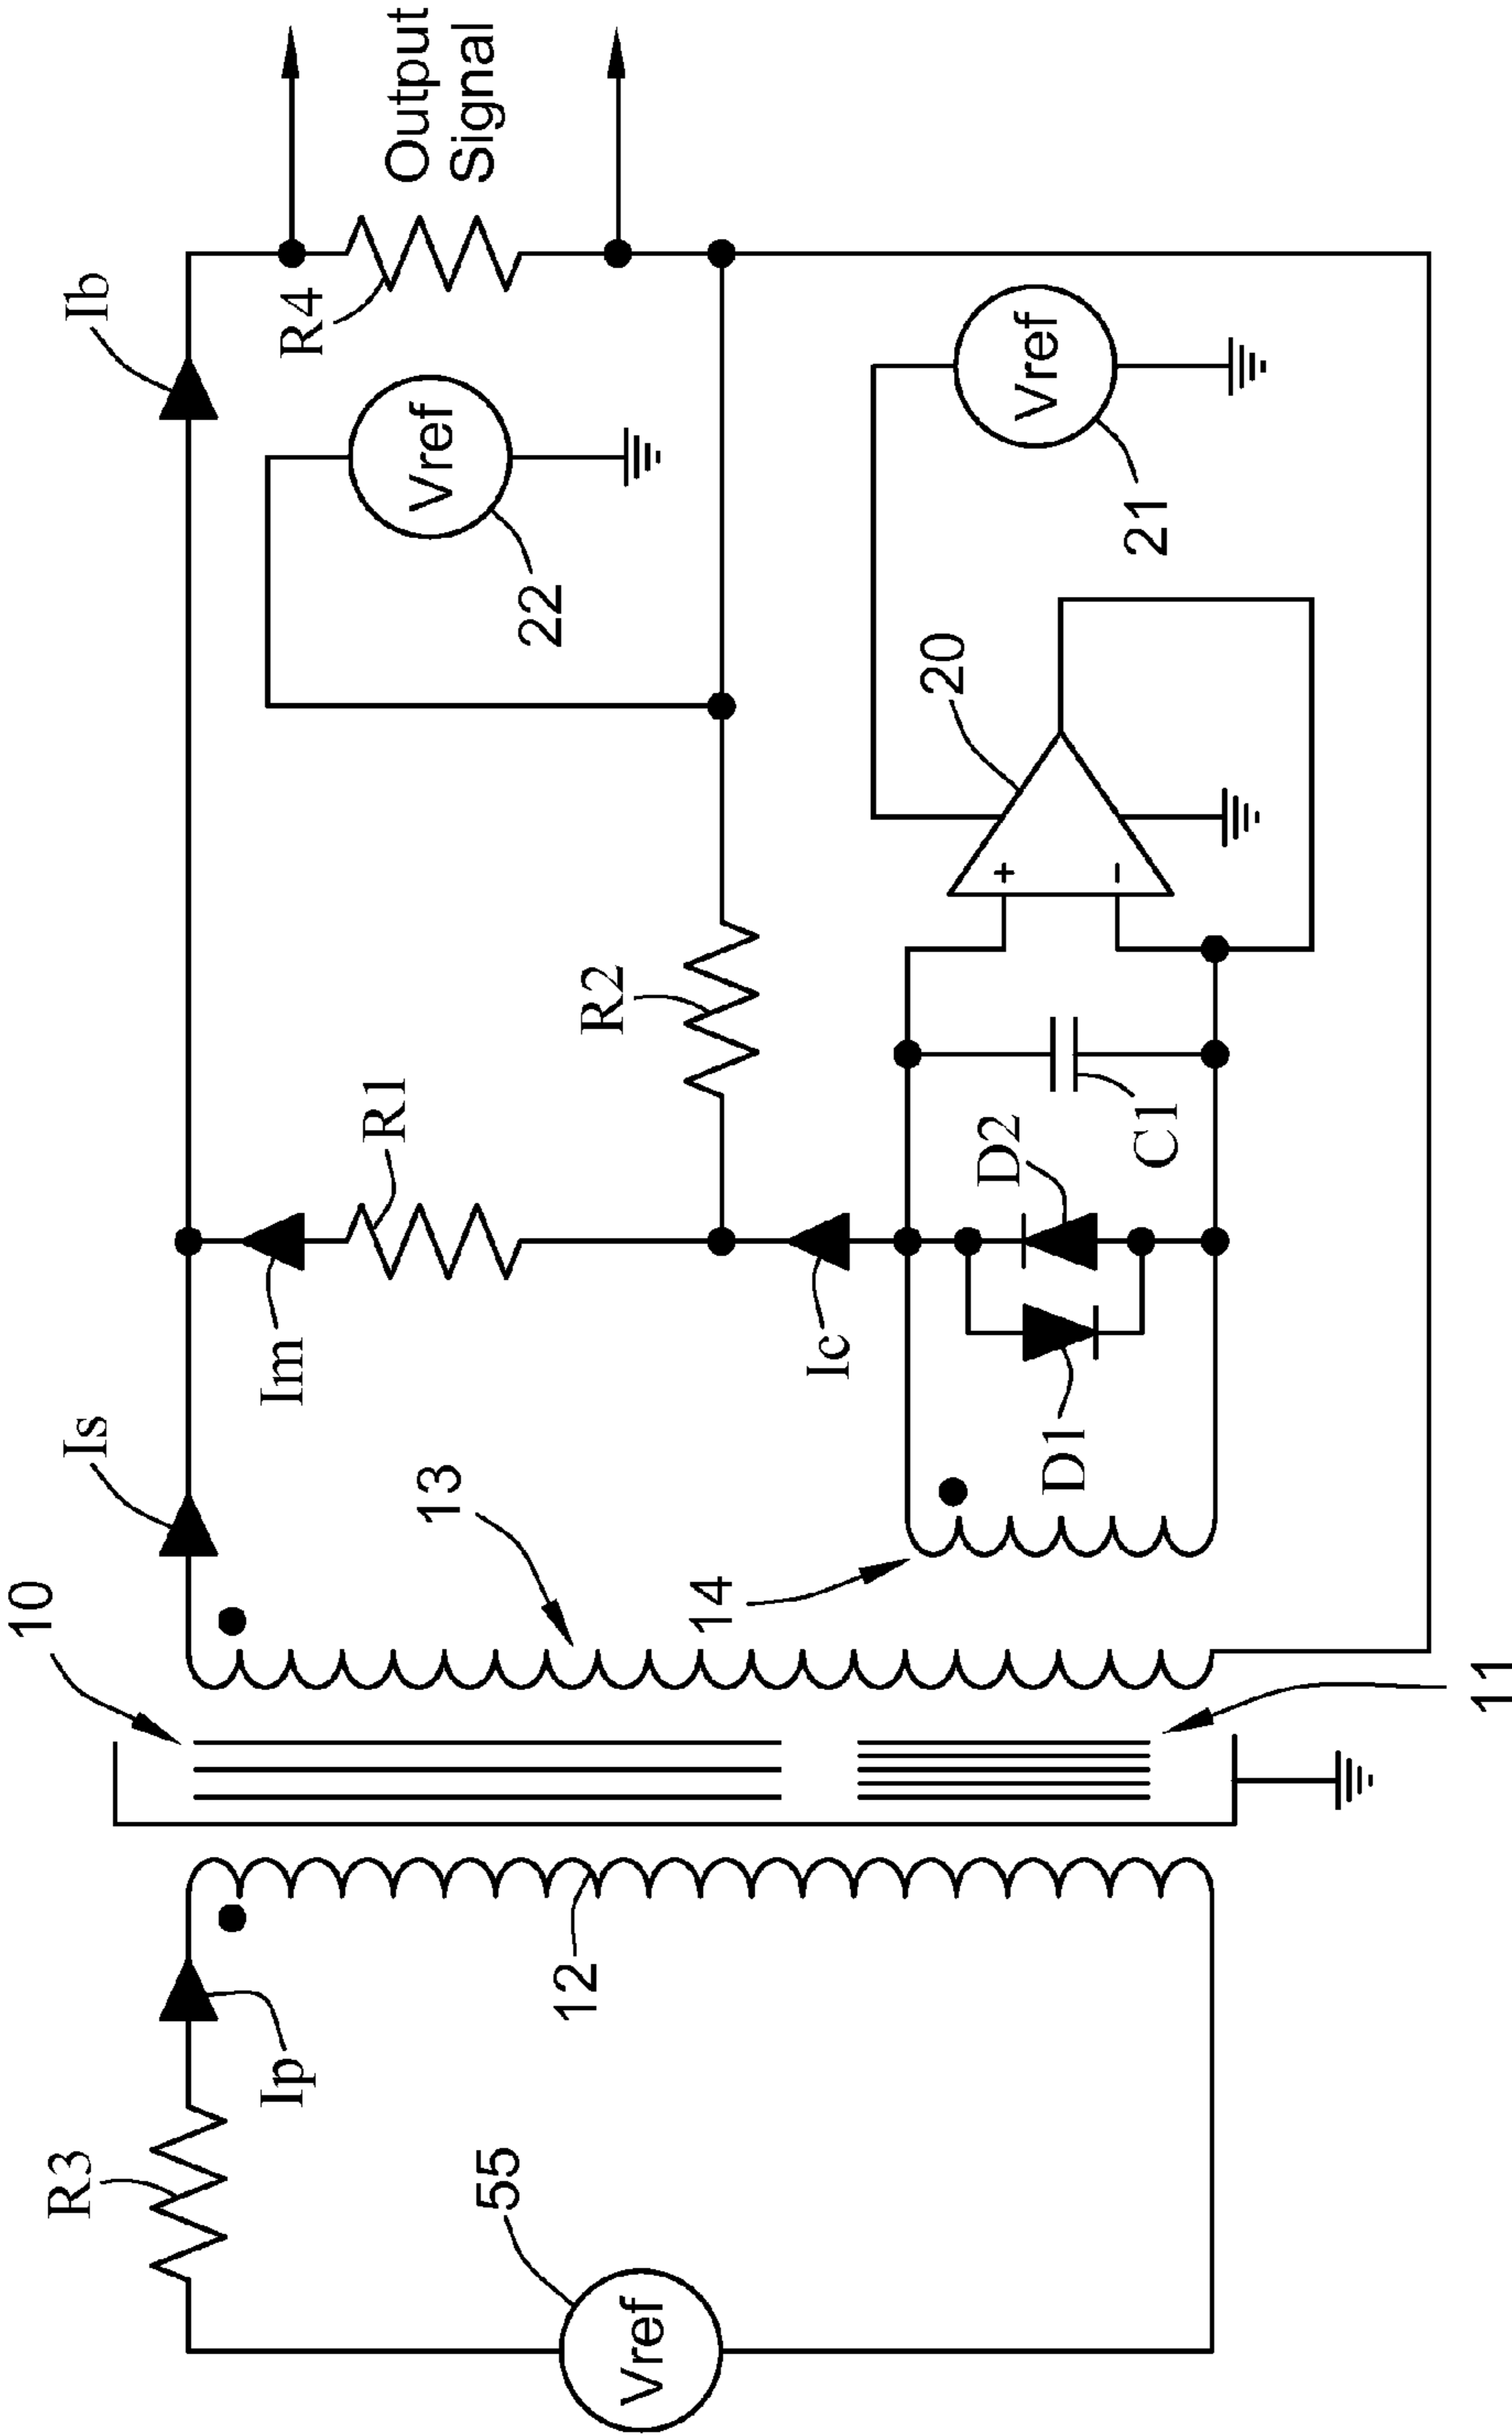 10
Is
Ib
R3
Ip
Im
R1
R4
Output
Signal
13
Vref
22
55
Vref
12
14
Ic
R2
20
+
−
Vref
21
D1
D2
C1
11